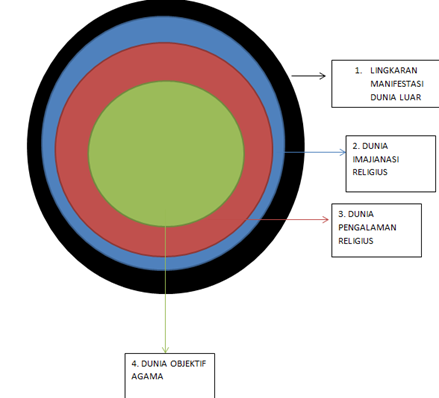 1. LINGKARAN
MANIFESTASI
DUNIA LUAR
2. DUNIA
IMAJIANASI
RELIGIUS
3. DUNIA
PENGALAMAN
RELIGIUS
4. DUNIA OBJEKTIF
AGAMA